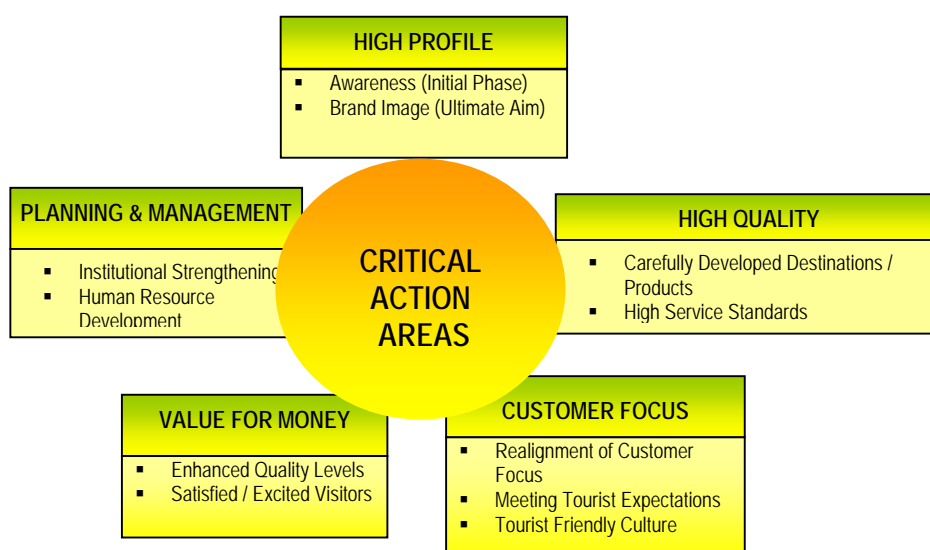 HIGH PROFILE
▪ Awareness (Initial Phase)
▪ Brand Image (Ultimate Aim)
PLANNING & MANAGEMENT
▪ Institutional Strengthening
▪ Human Resource
Development
CRITICAL
ACTION
AREAS
HIGH QUALITY
▪ Carefully Developed Destinations /
Products
▪ High Service Standards
VALUE FOR MONEY
▪ Enhanced Quality Levels
▪ Satisfied / Excited Visitors
CUSTOMER FOCUS
▪ Realignment of Customer
Focus
▪ Meeting Tourist Expectations
▪ Tourist Friendly Culture